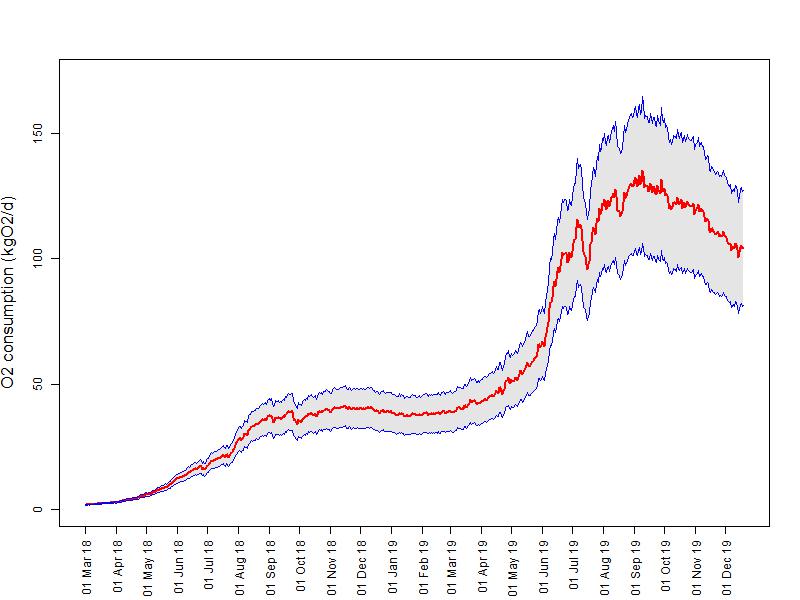 O2 consumption (kgO2/d)
150
100
50
0
01 Mar 18
01 Apr 18
01 May 18
01 Jun 18
01 Jul 18
01 Aug 18
01 Sep 18
01 Oct 18
01 Nov 18
01 Dec 18
01 Jan 19
01 Feb 19
01 Mar 19
01 Apr 19
01 May 19
01 Jun 19
01 Jul 19
01 Aug 19
01 Sep 19
01 Oct 19
01 Nov 19
01 Dec 19